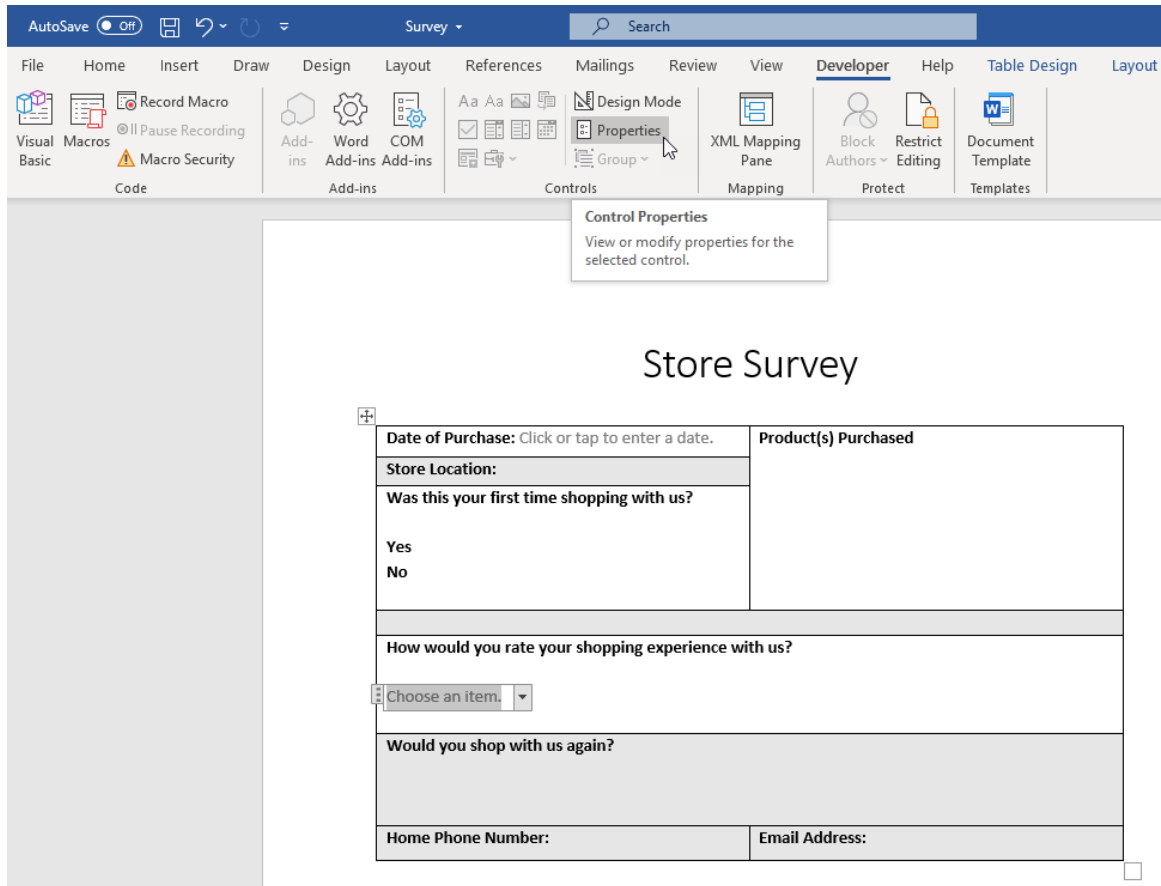 AutoSave Off Survey Search
File Home Insert Draw Design Layout References Mailings Review View Developer Help Table Design Layout
Visual Basic
Macros
Record Macro
Pause Recording
Macro Security
Code
Add-ins
Word Add-ins
COM Add-ins
Add-ins
Aa Aa
Design Mode
Properties
Group
Controls
XML Mapping Pane
Mapping
Block Authors
Restrict Editing
Protect
Document Template
Templates
Control Properties
View or modify properties for the
selected control.
Store Survey
Date of Purchase: Click or tap to enter a date.
Product(s) Purchased
Store Location:
Was this your first time shopping with us?
Yes
No
How would you rate your shopping experience with us?
Choose an item.
Would you shop with us again?
Home Phone Number:
Email Address: